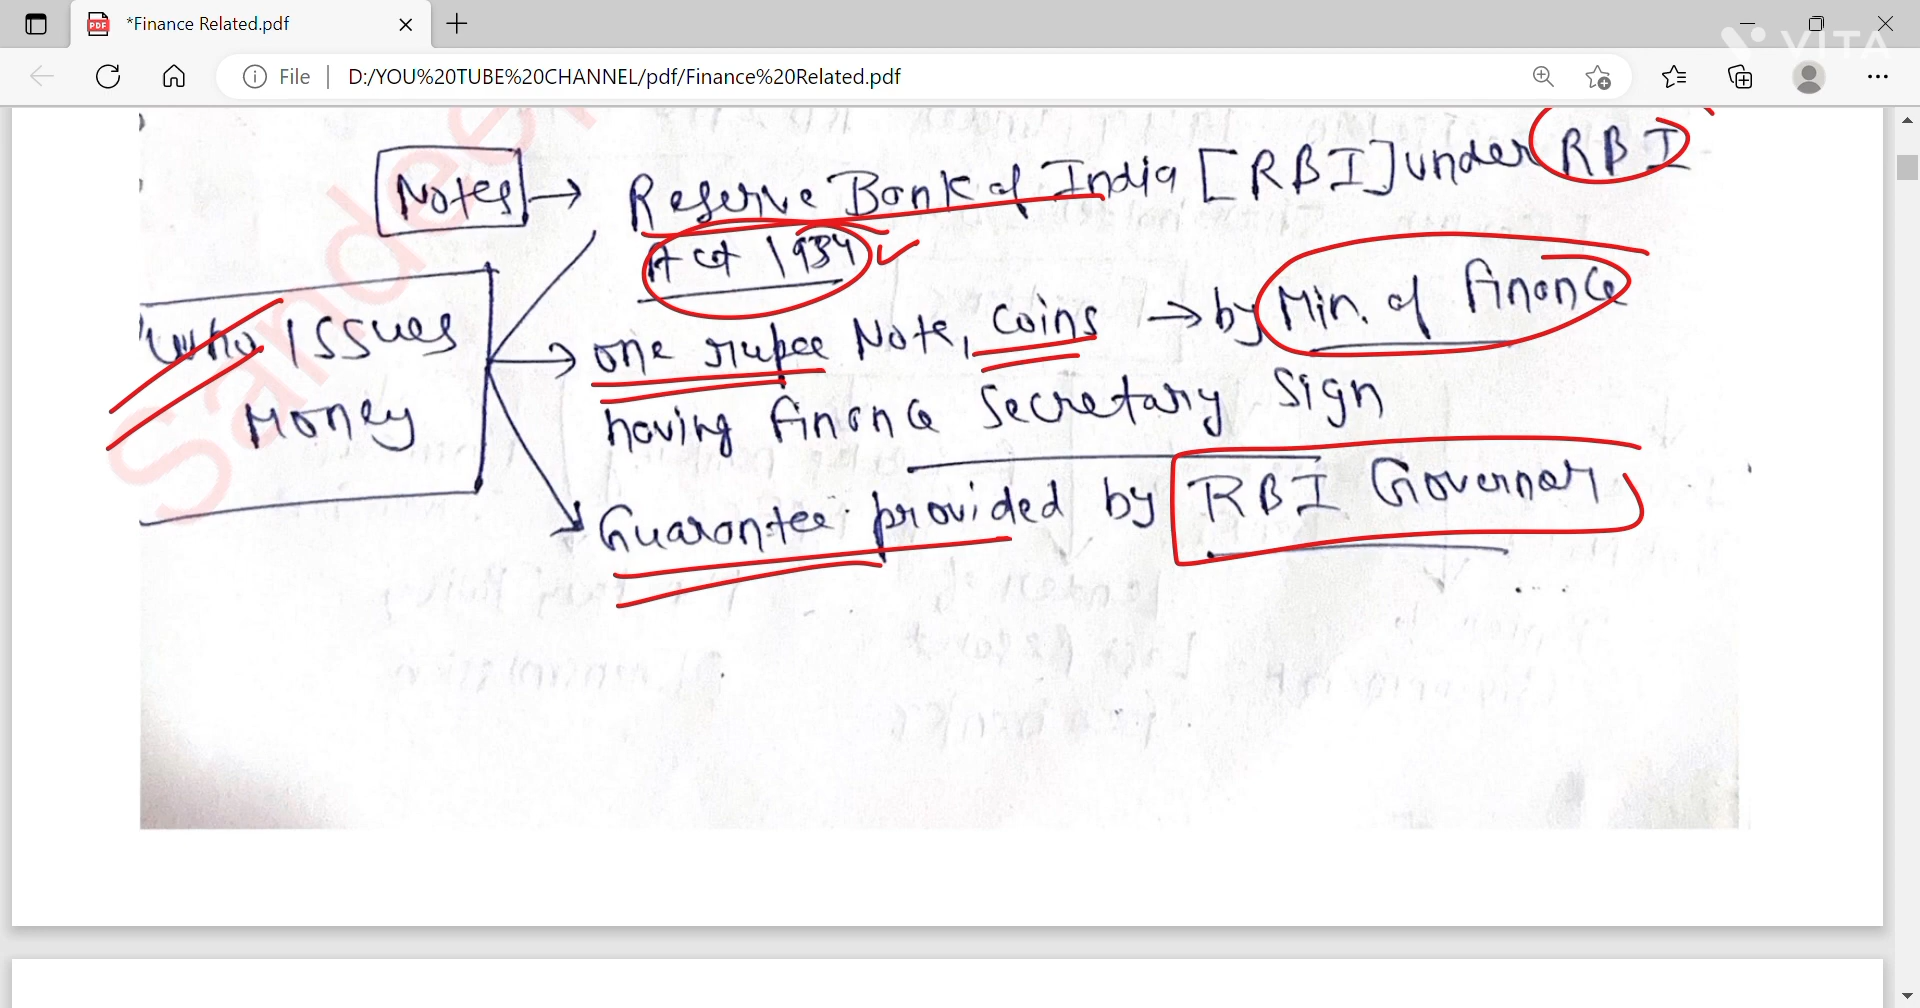 *Finance Related.pdf
VITA
File D:/YOU%20TUBE%20CHANNEL/pdf/Finance%20Related.pdf
Notes → Reserve Bank of India [RBI] under RBI
Act 1934
Who Issues Money
→ one rupee Note, Coins → by Min. of Finance
having finance Secretary Sign
Guarantee provided by RBI Governor
Sandee